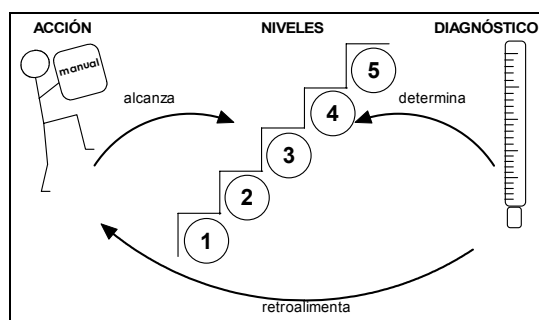 ACCIÓN NIVELES DIAGNÓSTICO
manual
5
alcanza 4 determina
3
2
1
retroalimenta